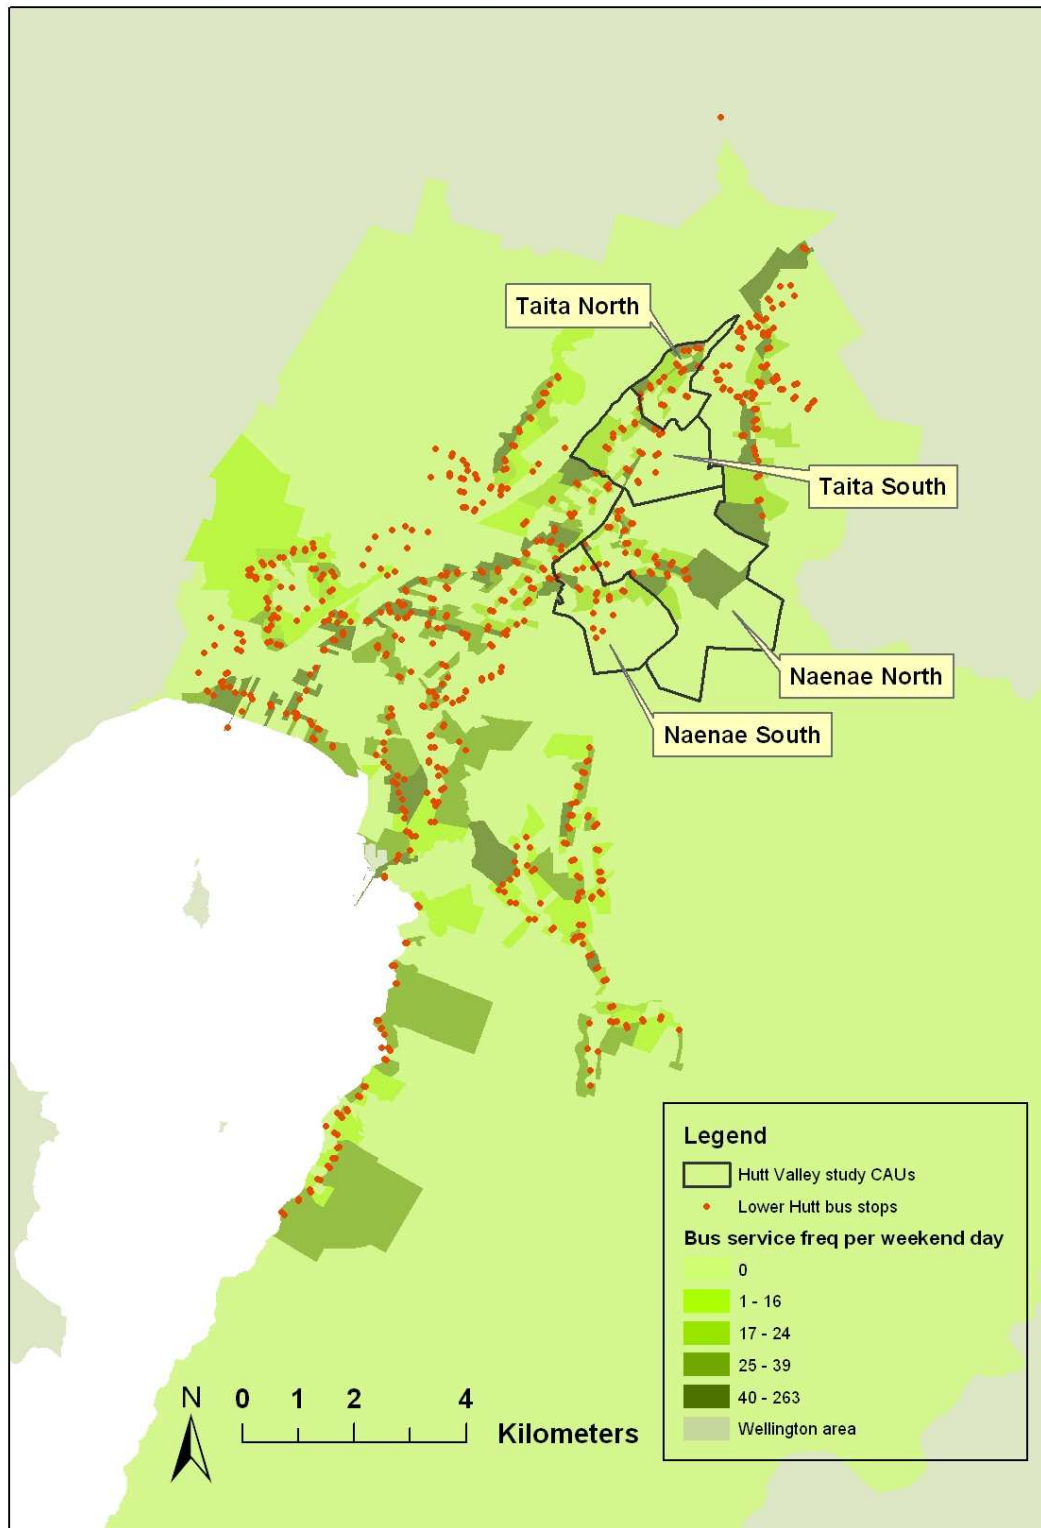 Taita North
Taita South
Naenae North
Naenae South
Legend
Hutt Valley study CAUs
Lower Hutt bus stops
Bus service freq per weekend day
0
1 - 16
17 - 24
25 - 39
40 - 263
Wellington area
N
0 1 2 4
Kilometers